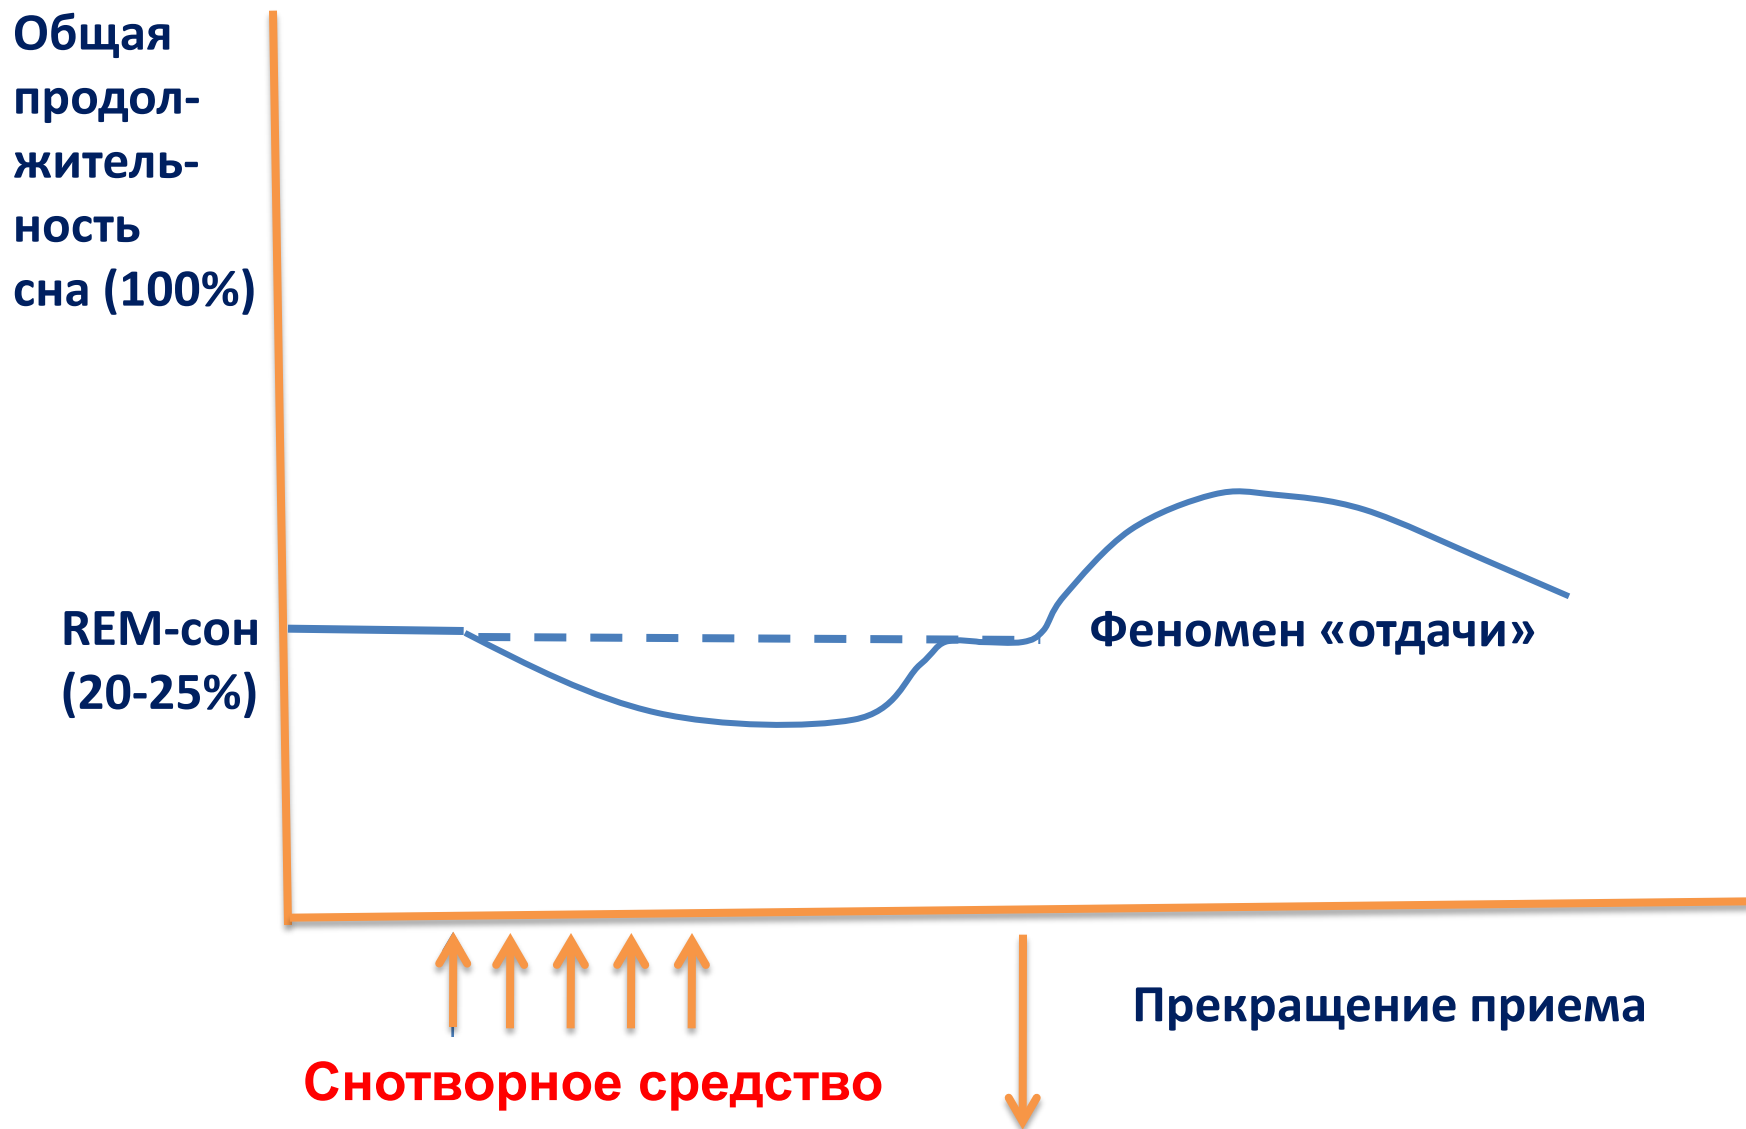 Общая
продол-
житель-
ность
сна (100%)
REM-сон
(20-25%)
Феномен «отдачи»
Прекращение приема
Снотворное средство